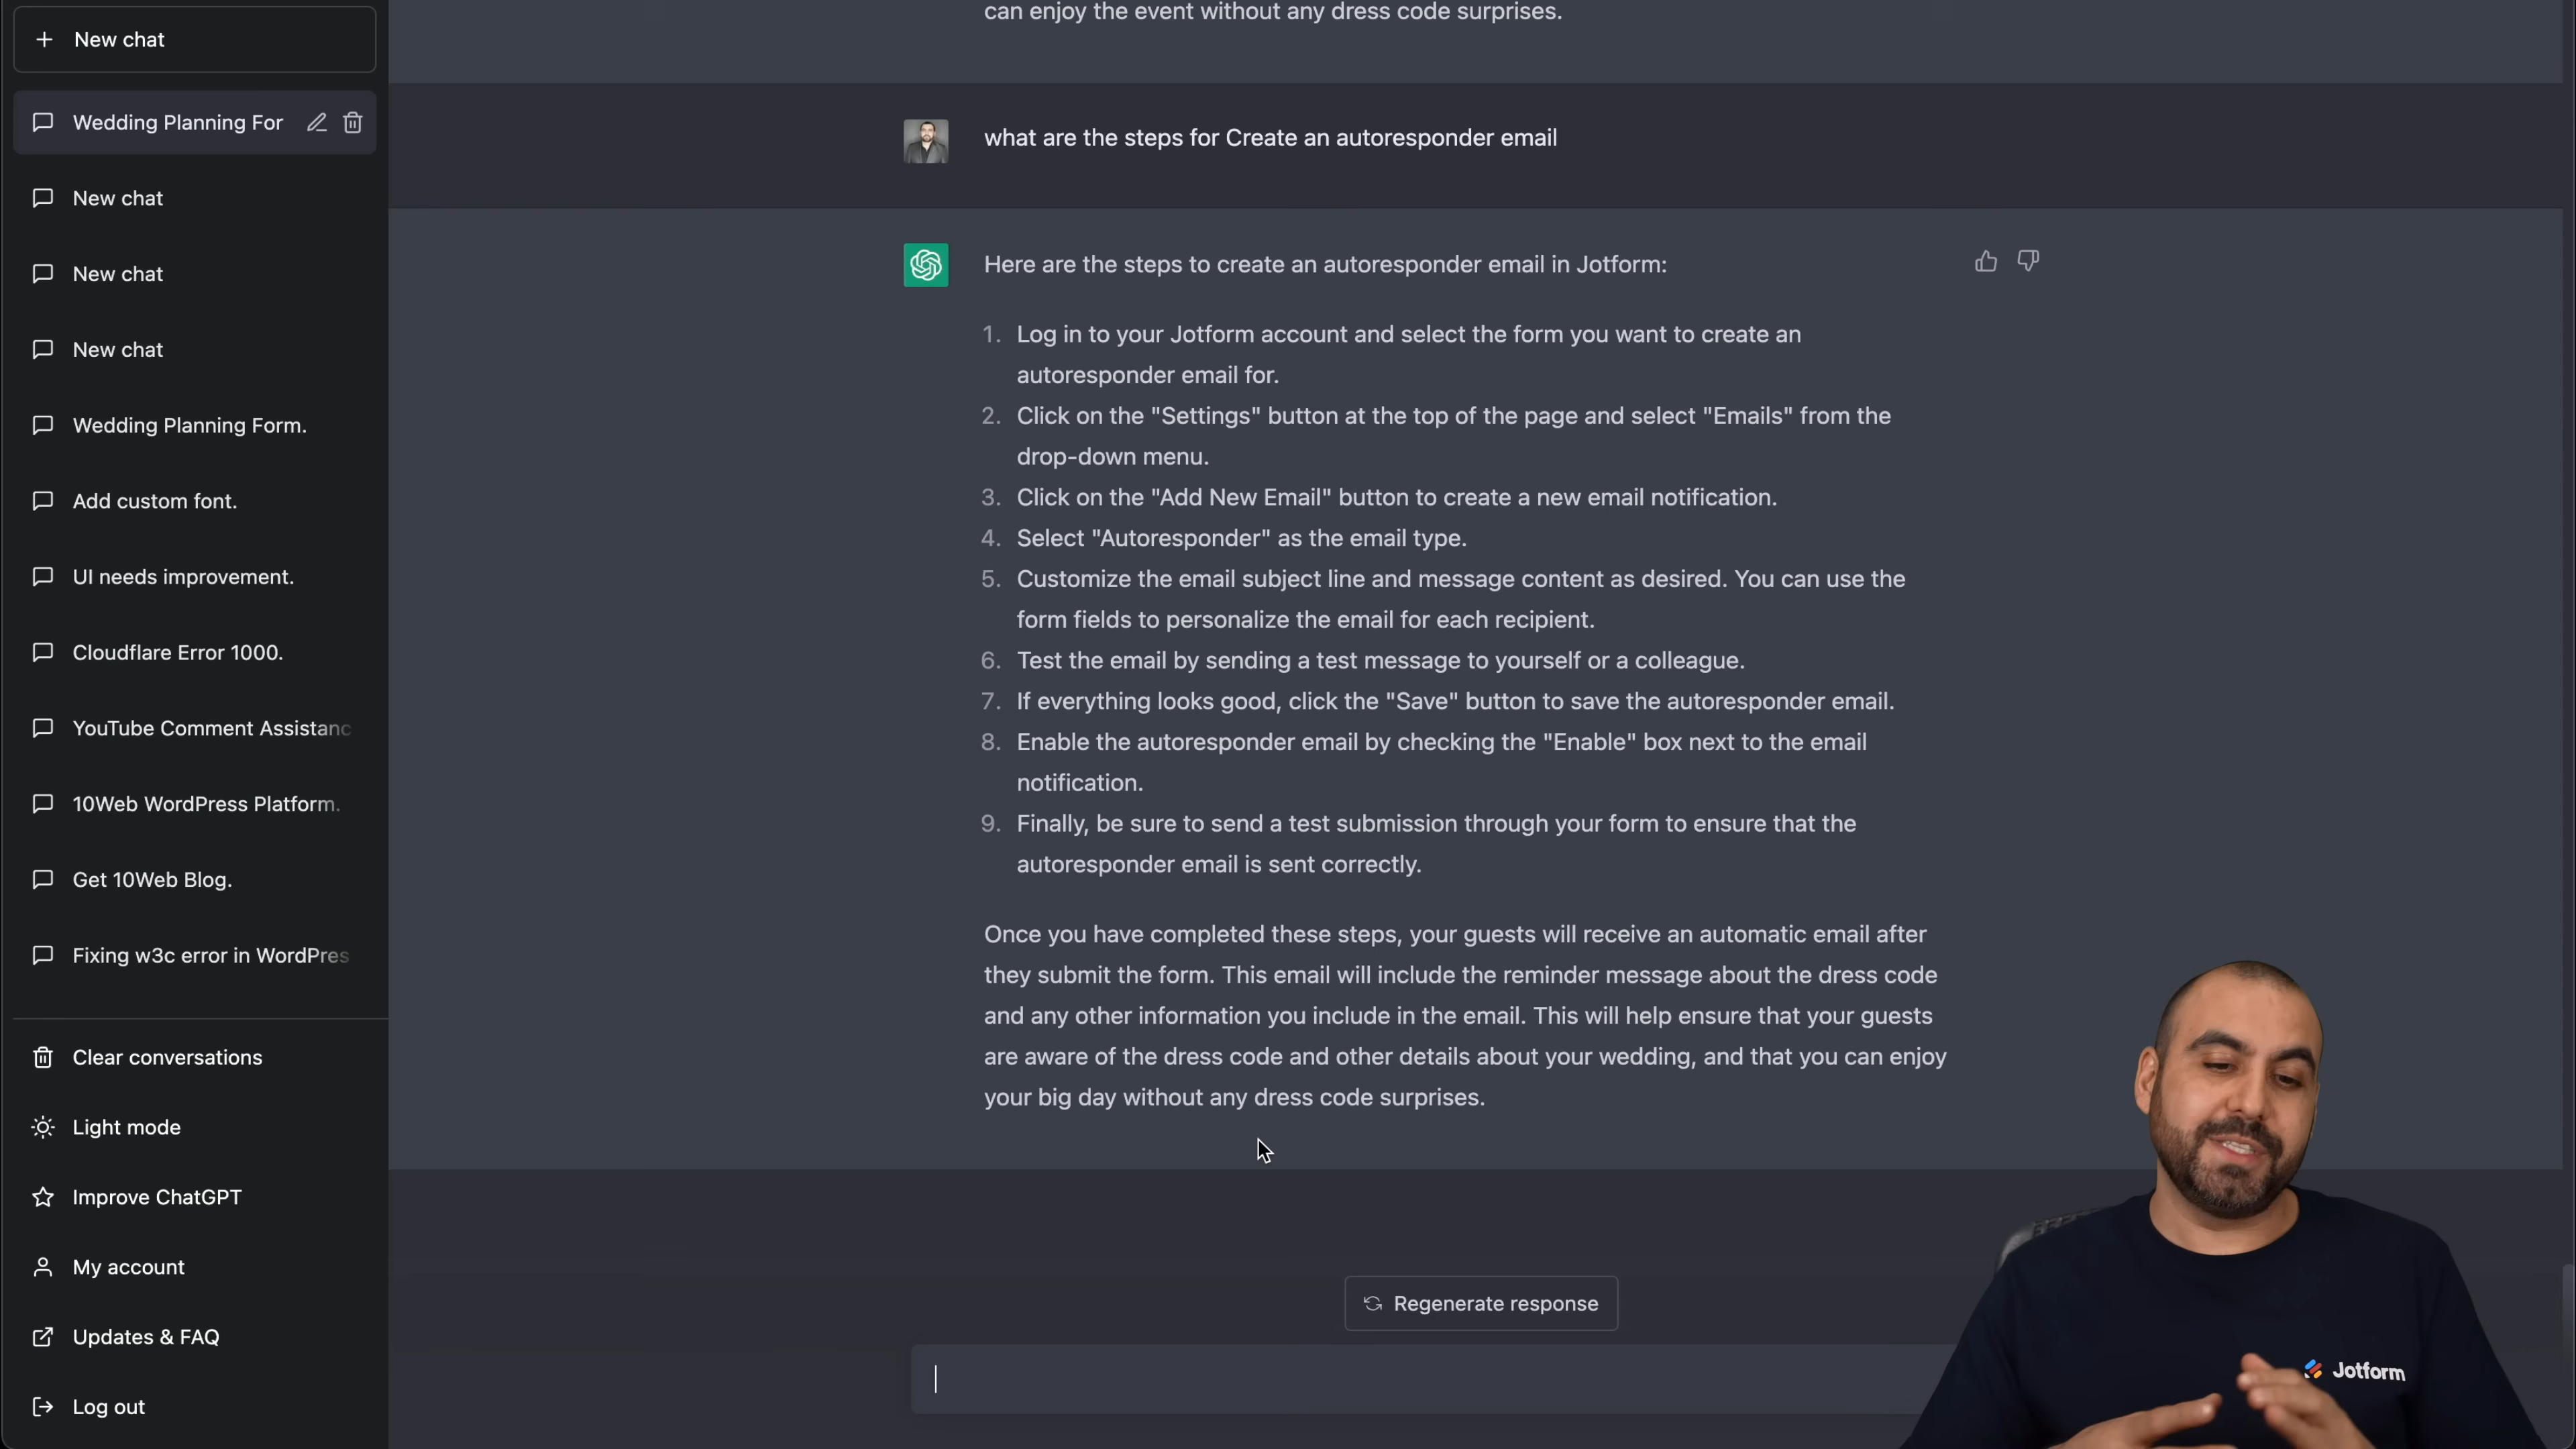 New chat
Wedding Planning For
New chat
New chat
New chat
Wedding Planning Form.
Add custom font.
UI needs improvement.
Cloudflare Error 1000.
YouTube Comment Assistanc
10Web WordPress Platform.
Get 10Web Blog.
Fixing w3c error in WordPres
Clear conversations
Light mode
Improve ChatGPT
My account
Updates & FAQ
Log out
can enjoy the event without any dress code surprises.
what are the steps for Create an autoresponder email
Here are the steps to create an autoresponder email in Jotform:
1. Log in to your Jotform account and select the form you want to create an
autoresponder email for.
2. Click on the "Settings" button at the top of the page and select "Emails" from the
drop-down menu.
3. Click on the "Add New Email" button to create a new email notification.
4. Select "Autoresponder" as the email type.
5. Customize the email subject line and message content as desired. You can use the
form fields to personalize the email for each recipient.
6. Test the email by sending a test message to yourself or a colleague.
7. If everything looks good, click the "Save" button to save the autoresponder email.
8. Enable the autoresponder email by checking the "Enable" box next to the email
notification.
9. Finally, be sure to send a test submission through your form to ensure that the
autoresponder email is sent correctly.
Once you have completed these steps, your guests will receive an automatic email after
they submit the form. This email will include the reminder message about the dress code
and any other information you include in the email. This will help ensure that your guests
are aware of the dress code and other details about your wedding, and that you can enjoy
your big day without any dress code surprises.
Regenerate response
Jotform